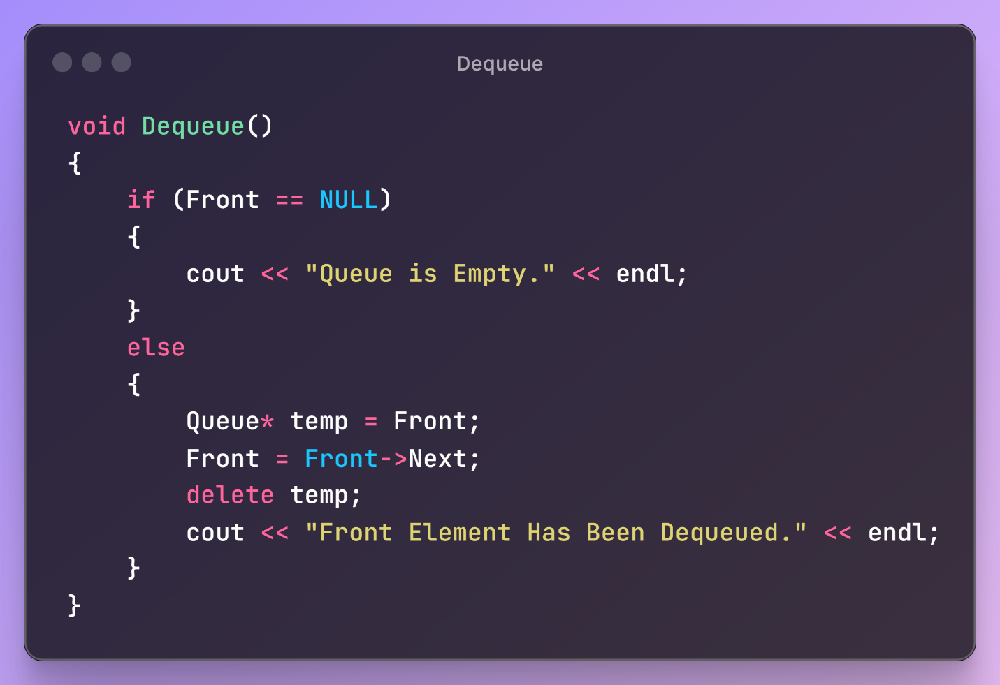 Dequeue
void Dequeue()
{
    if (Front == NULL)
    {
        cout << "Queue is Empty." << endl;
    }
    else
    {
        Queue* temp = Front;
        Front = Front->Next;
        delete temp;
        cout << "Front Element Has Been Dequeued." << endl;
    }
}